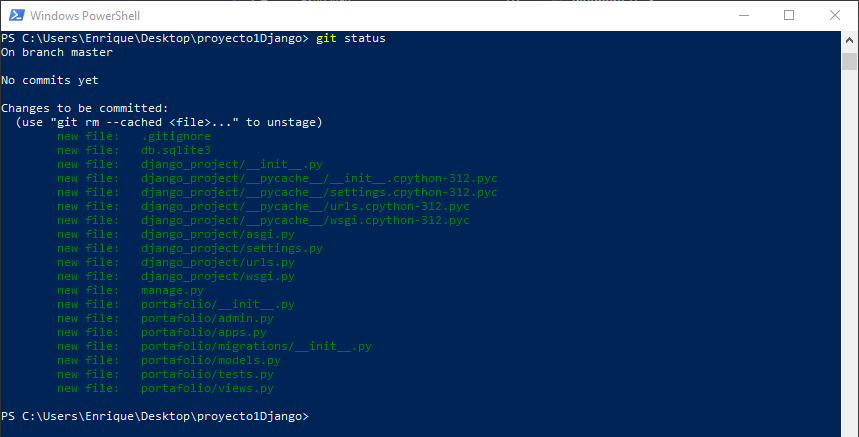 Windows PowerShell
PS C:\Users\Enrique\Desktop\proyecto1Django> git status
On branch master
No commits yet
Changes to be committed:
  (use "git rm --cached <file>..." to unstage)
        new file:   .gitignore
        new file:   db.sqlite3
        new file:   django_project/__init__.py
        new file:   django_project/__pycache__/__init__.cpython-312.pyc
        new file:   django_project/__pycache__/settings.cpython-312.pyc
        new file:   django_project/__pycache__/urls.cpython-312.pyc
        new file:   django_project/__pycache__/wsgi.cpython-312.pyc
        new file:   django_project/asgi.py
        new file:   django_project/settings.py
        new file:   django_project/urls.py
        new file:   django_project/wsgi.py
        new file:   manage.py
        new file:   portafolio/__init__.py
        new file:   portafolio/admin.py
        new file:   portafolio/apps.py
        new file:   portafolio/migrations/__init__.py
        new file:   portafolio/models.py
        new file:   portafolio/tests.py
        new file:   portafolio/views.py
PS C:\Users\Enrique\Desktop\proyecto1Django>